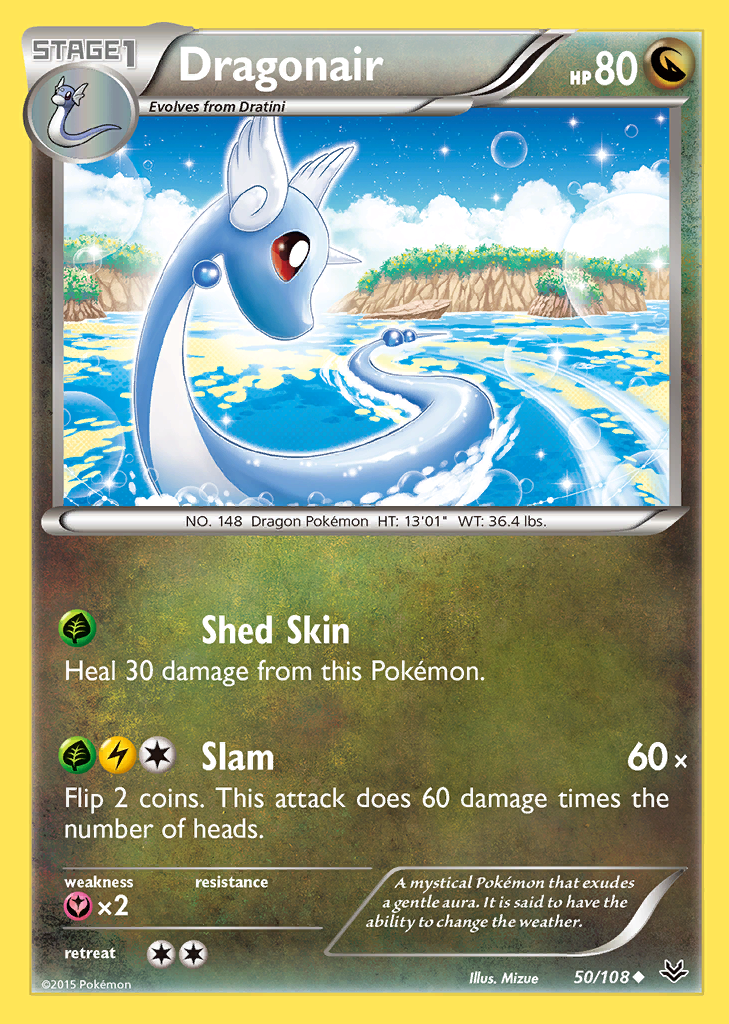 STAGE1
Dragonair
HP80
Evolves from Dratini
NO. 148 Dragon Pokémon HT: 13'01" WT: 36.4 lbs.
Shed Skin
Heal 30 damage from this Pokémon.
Slam 60×
Flip 2 coins. This attack does 60 damage times the
number of heads.
weakness resistance
×2
A mystical Pokémon that exudes
a gentle aura. It is said to have the
ability to change the weather.
retreat
©2015 Pokémon
Illus. Mizue 50/108